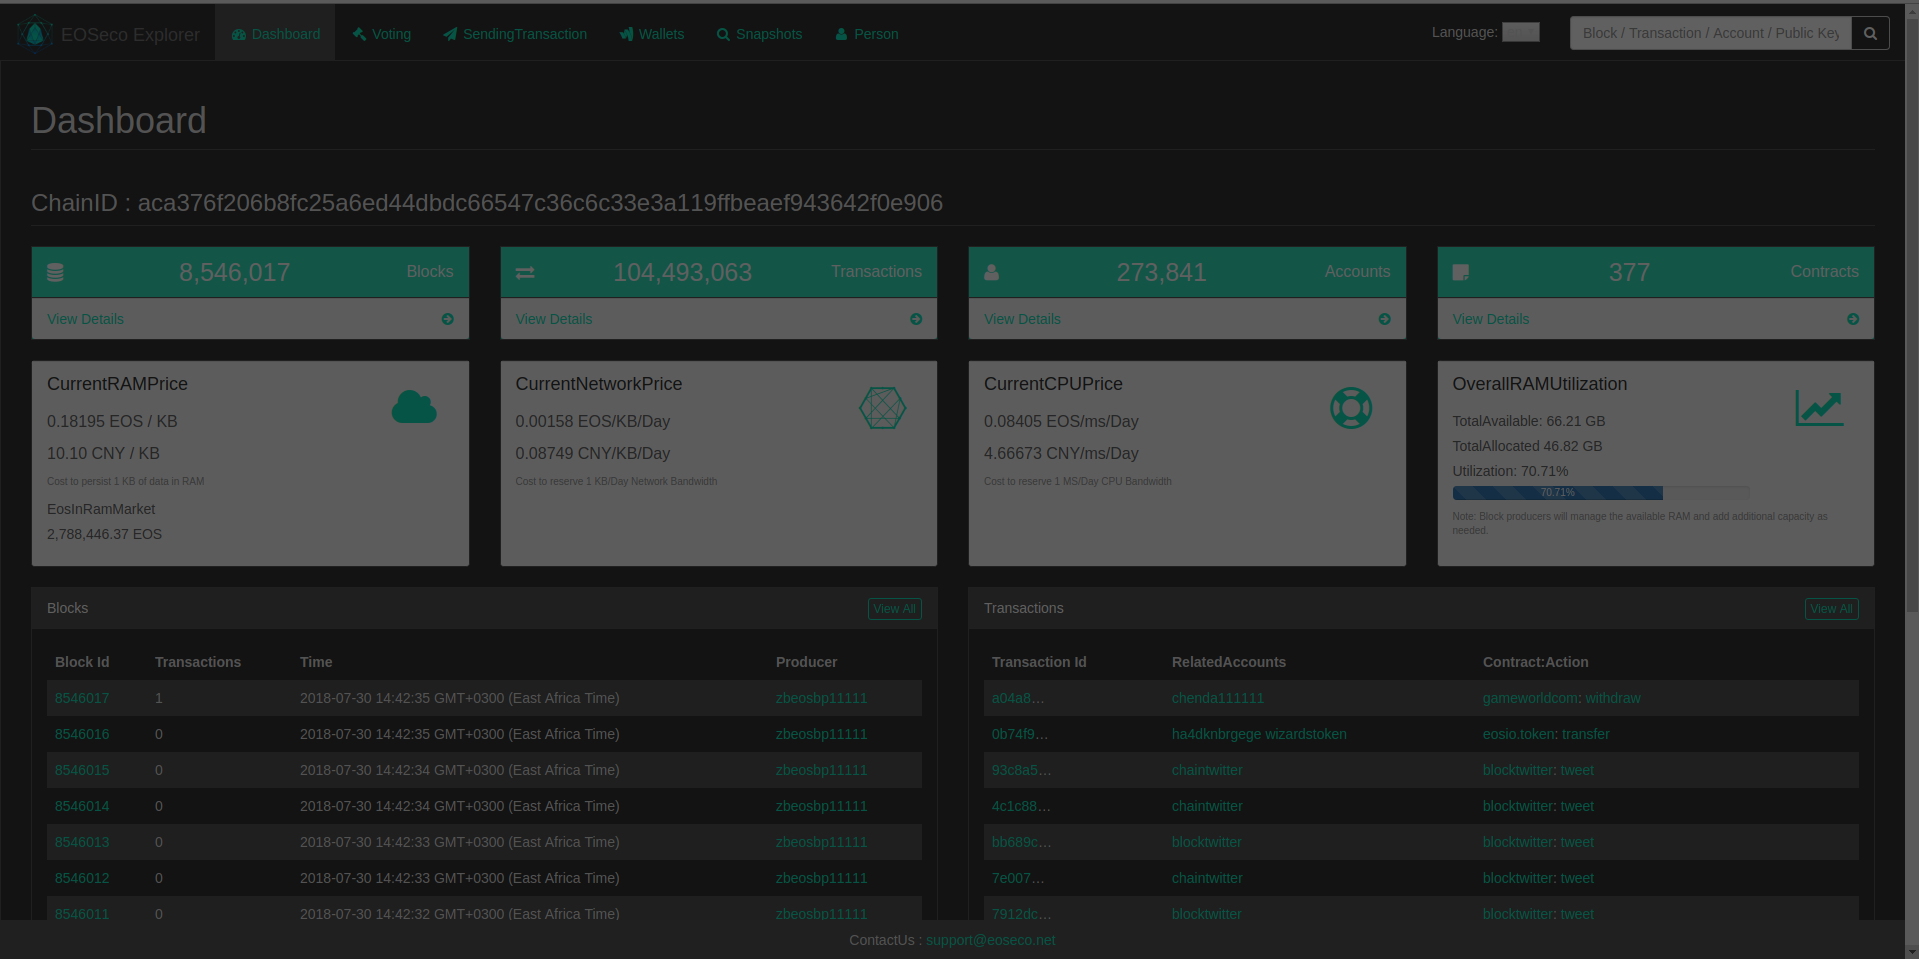 EOSeco Explorer Dashboard Voting SendingTransaction Wallets Snapshots Person Language: Block / Transaction / Account / Public Key
Dashboard
ChainID : aca376f206b8fc25a6ed44dbdc66547c36c6c33e3a119ffbeaef943642f0e906
8,546,017 Blocks
View Details
104,493,063 Transactions
View Details
273,841 Accounts
View Details
377 Contracts
View Details
CurrentRAMPrice
0.18195 EOS / KB
10.10 CNY / KB
Cost to persist 1 KB of data in RAM
EosInRamMarket
2,788,446.37 EOS
CurrentNetworkPrice
0.00158 EOS/KB/Day
0.08749 CNY/KB/Day
Cost to reserve 1 KB/Day Network Bandwidth
CurrentCPUPrice
0.08405 EOS/ms/Day
4.66673 CNY/ms/Day
Cost to reserve 1 MS/Day CPU Bandwidth
OverallRAMUtilization
TotalAvailable: 66.21 GB
TotalAllocated 46.82 GB
Utilization: 70.71%
70.71%
Note: Block producers will manage the available RAM and add additional capacity as
needed.
Blocks View All
Block Id Transactions Time Producer
8546017 1 2018-07-30 14:42:35 GMT+0300 (East Africa Time) zbeosbp11111
8546016 0 2018-07-30 14:42:35 GMT+0300 (East Africa Time) zbeosbp11111
8546015 0 2018-07-30 14:42:34 GMT+0300 (East Africa Time) zbeosbp11111
8546014 0 2018-07-30 14:42:34 GMT+0300 (East Africa Time) zbeosbp11111
8546013 0 2018-07-30 14:42:33 GMT+0300 (East Africa Time) zbeosbp11111
8546012 0 2018-07-30 14:42:33 GMT+0300 (East Africa Time) zbeosbp11111
8546011 0 2018-07-30 14:42:32 GMT+0300 (East Africa Time) zbeosbp11111
Transactions View All
Transaction Id RelatedAccounts Contract:Action
a04a8... chenda111111 gameworldcom: withdraw
0b74f9... ha4dknbrgege wizardstoken eosio.token: transfer
93c8a5... chaintwitter blocktwitter: tweet
4c1c88... chaintwitter blocktwitter: tweet
bb689c... blocktwitter blocktwitter: tweet
7e007... chaintwitter blocktwitter: tweet
7912dc... blocktwitter blocktwitter: tweet
ContactUs : support@eoseco.net